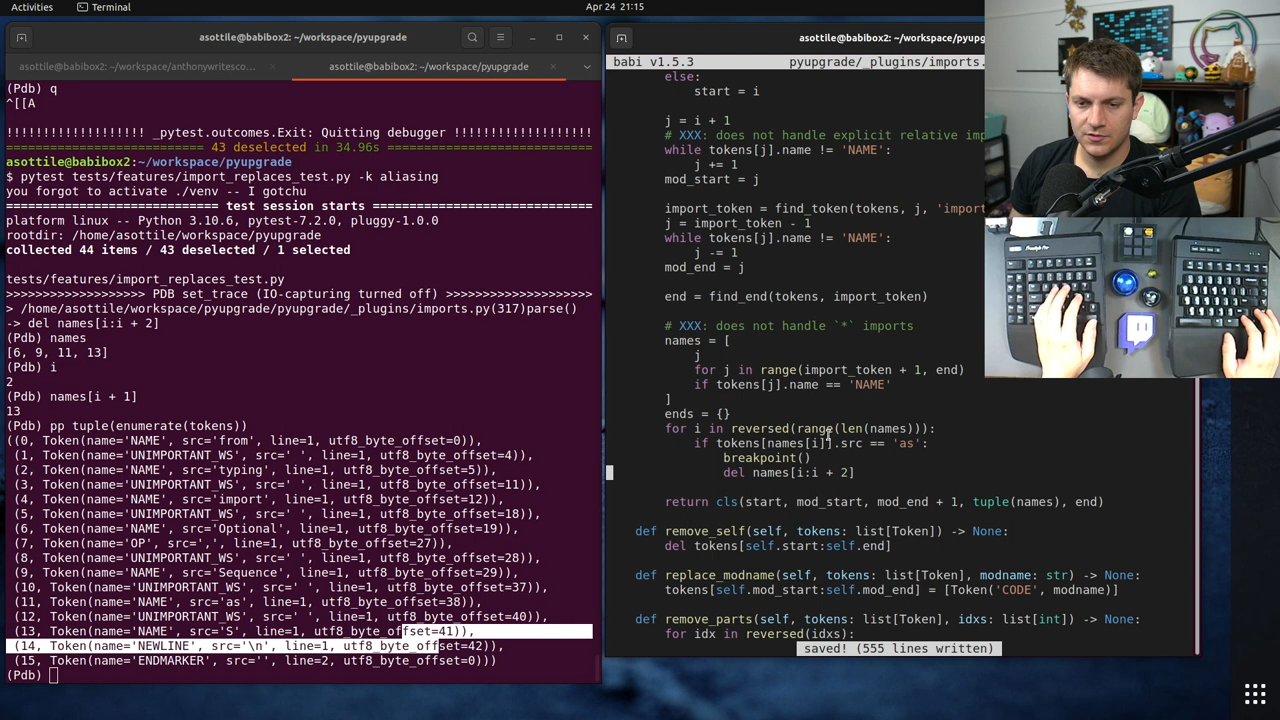 Activities
Terminal
Apr 24 21:15
asottile@babibox2: ~/workspace/pyupgrade
asottile@babibox2: ~/workspace/anthonywritesco…
asottile@babibox2: ~/workspace/pyupgrade
(Pdb) q
^[[A
!!!!!!!!!!!!!!!!!!! _pytest.outcomes.Exit: Quitting debugger !!!!!!!!!!!!!!!!!!!
========================== 43 deselected in 34.96s =============================
asottile@babibox2:~/workspace/pyupgrade
$ pytest tests/features/import_replaces_test.py -k aliasing
you forgot to activate ./venv -- I gotchu
============================= test session starts ==============================
platform linux -- Python 3.10.6, pytest-7.2.0, pluggy-1.0.0
rootdir: /home/asottile/workspace/pyupgrade
collected 44 items / 43 deselected / 1 selected
tests/features/import_replaces_test.py
>>>>>>>>>>>>>>>>>>> PDB set_trace (IO-capturing turned off) >>>>>>>>>>>>>>>>>>>>
> /home/asottile/workspace/pyupgrade/pyupgrade/_plugins/imports.py(317)parse()
-> del names[i:i + 2]
(Pdb) names
[6, 9, 11, 13]
(Pdb) i
2
(Pdb) names[i + 1]
13
(Pdb) pp tuple(enumerate(tokens))
((0, Token(name='NAME', src='from', line=1, utf8_byte_offset=0)),
(1, Token(name='UNIMPORTANT_WS', src=' ', line=1, utf8_byte_offset=4)),
(2, Token(name='NAME', src='typing', line=1, utf8_byte_offset=5)),
(3, Token(name='UNIMPORTANT_WS', src=' ', line=1, utf8_byte_offset=11)),
(4, Token(name='NAME', src='import', line=1, utf8_byte_offset=12)),
(5, Token(name='UNIMPORTANT_WS', src=' ', line=1, utf8_byte_offset=18)),
(6, Token(name='NAME', src='Optional', line=1, utf8_byte_offset=19)),
(7, Token(name='OP', src=',', line=1, utf8_byte_offset=27)),
(8, Token(name='UNIMPORTANT_WS', src=' ', line=1, utf8_byte_offset=28)),
(9, Token(name='NAME', src='Sequence', line=1, utf8_byte_offset=29)),
(10, Token(name='UNIMPORTANT_WS', src=' ', line=1, utf8_byte_offset=37)),
(11, Token(name='NAME', src='as', line=1, utf8_byte_offset=38)),
(12, Token(name='UNIMPORTANT_WS', src=' ', line=1, utf8_byte_offset=40)),
(13, Token(name='NAME', src='S', line=1, utf8_byte_offset=41)),
(14, Token(name='NEWLINE', src='\n', line=1, utf8_byte_offset=42)),
(15, Token(name='ENDMARKER', src='', line=2, utf8_byte_offset=0)))
(Pdb)
asottile@babibox2: ~/workspace/pyupg
babi v1.5.3 pyupgrade/_plugins/imports.
else:
start = i
j = i + 1
# XXX: does not handle explicit relative imp
while tokens[j].name != 'NAME':
j += 1
mod_start = j
import_token = find_token(tokens, j, 'import
j = import_token - 1
while tokens[j].name != 'NAME':
j -= 1
mod_end = j
end = find_end(tokens, import_token)
# XXX: does not handle `*` imports
names = [
j
for j in range(import_token + 1, end)
if tokens[j].name == 'NAME'
]
ends = {}
for i in reversed(range(len(names))):
if tokens[names[i]].src == 'as':
breakpoint()
del names[i:i + 2]
return cls(start, mod_start, mod_end + 1, tuple(names), end)
def remove_self(self, tokens: list[Token]) -> None:
del tokens[self.start:self.end]
def replace_modname(self, tokens: list[Token], modname: str) -> None:
tokens[self.mod_start:self.mod_end] = [Token('CODE', modname)]
def remove_parts(self, tokens: list[Token], idxs: list[int]) -> None:
for idx in reversed(idxs):
saved! (555 lines written)